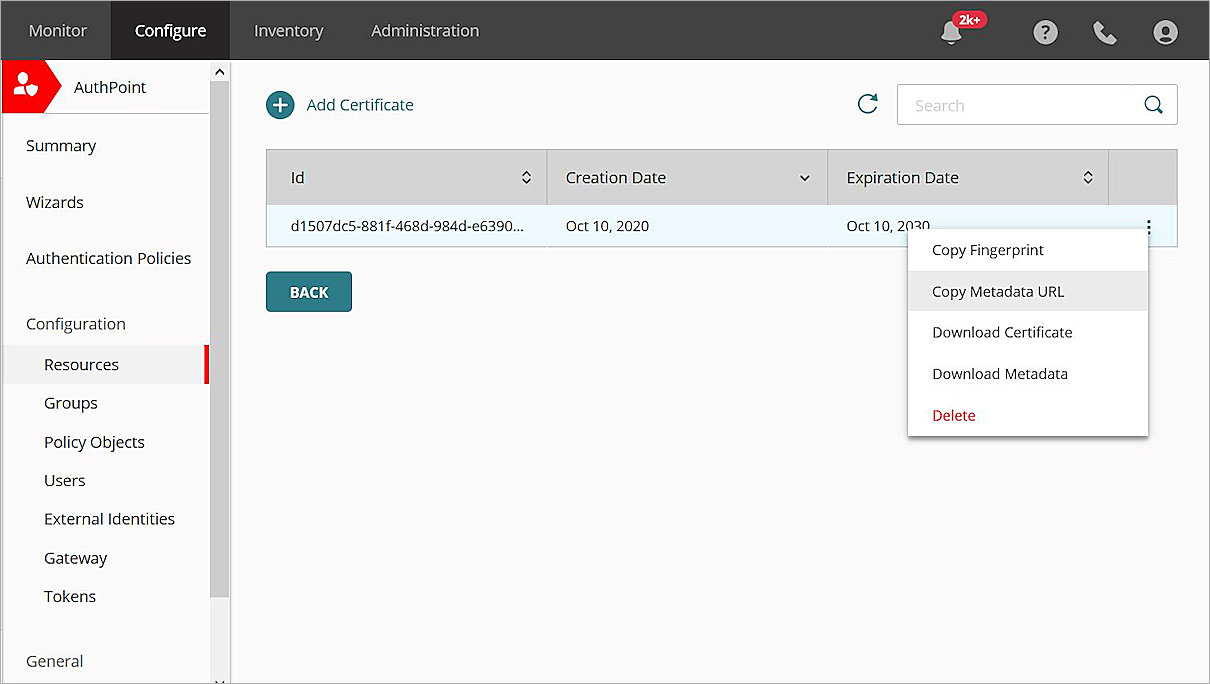 Monitor
Configure
Inventory
Administration
2k+
?
AuthPoint
Summary
Wizards
Authentication Policies
Configuration
Resources
Groups
Policy Objects
Users
External Identities
Gateway
Tokens
General
Add Certificate
Search
Id
Creation Date
Expiration Date
d1507dc5-881f-468d-984d-e6390...
Oct 10, 2020
Oct 10, 2030
BACK
Copy Fingerprint
Copy Metadata URL
Download Certificate
Download Metadata
Delete